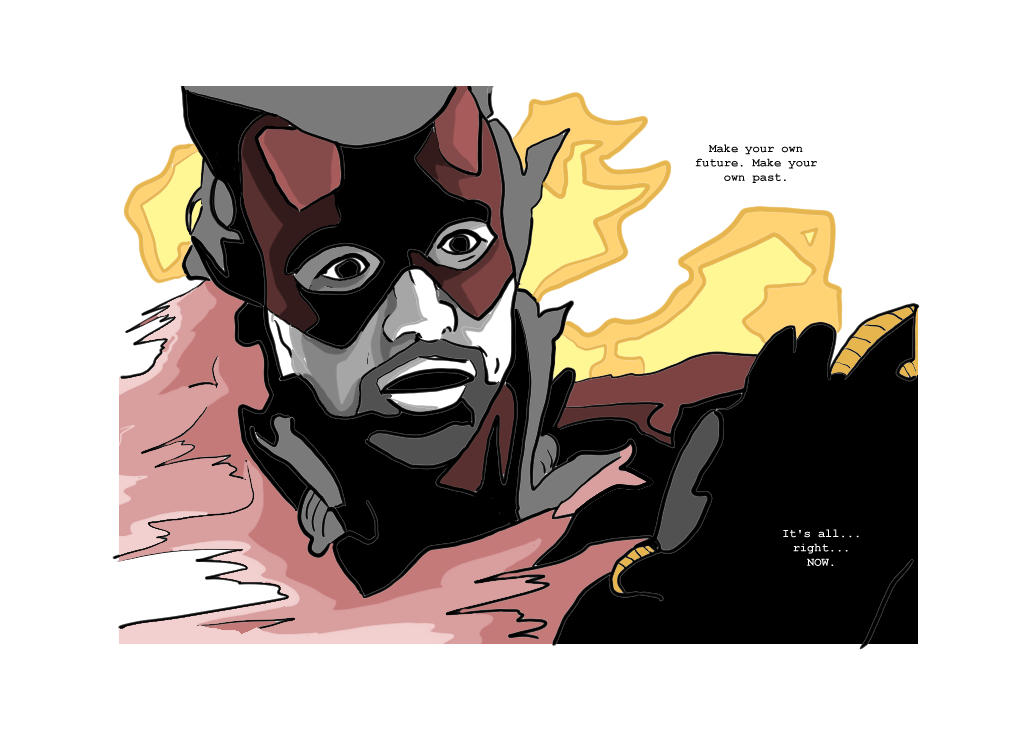 Make your own
future. Make your
own past.
It's all...
right...
NOW.